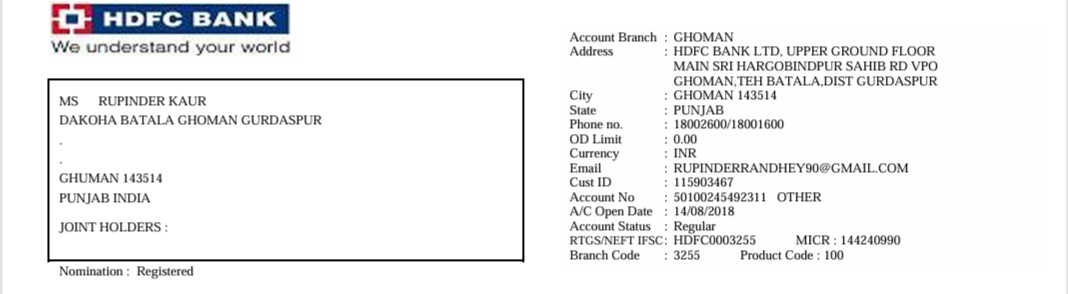 HDFC BANK
We understand your world
MS RUPINDER KAUR
DAKOHA BATALA GHOMAN GURDASPUR
.
.
GHUMAN 143514
PUNJAB INDIA
JOINT HOLDERS :
Nomination : Registered
Account Branch : GHOMAN
Address : HDFC BANK LTD, UPPER GROUND FLOOR
MAIN SRI HARGOBINDPUR SAHIB RD VPO
GHOMAN,TEH BATALA,DIST GURDASPUR
City : GHOMAN 143514
State : PUNJAB
Phone no. : 18002600/18001600
OD Limit : 0.00
Currency : INR
Email : RUPINDERRANDHEY90@GMAIL.COM
Cust ID : 115903467
Account No : 50100245492311 OTHER
A/C Open Date : 14/08/2018
Account Status : Regular
RTGS/NEFT IFSC: HDFC0003255 MICR : 144240990
Branch Code : 3255 Product Code : 100